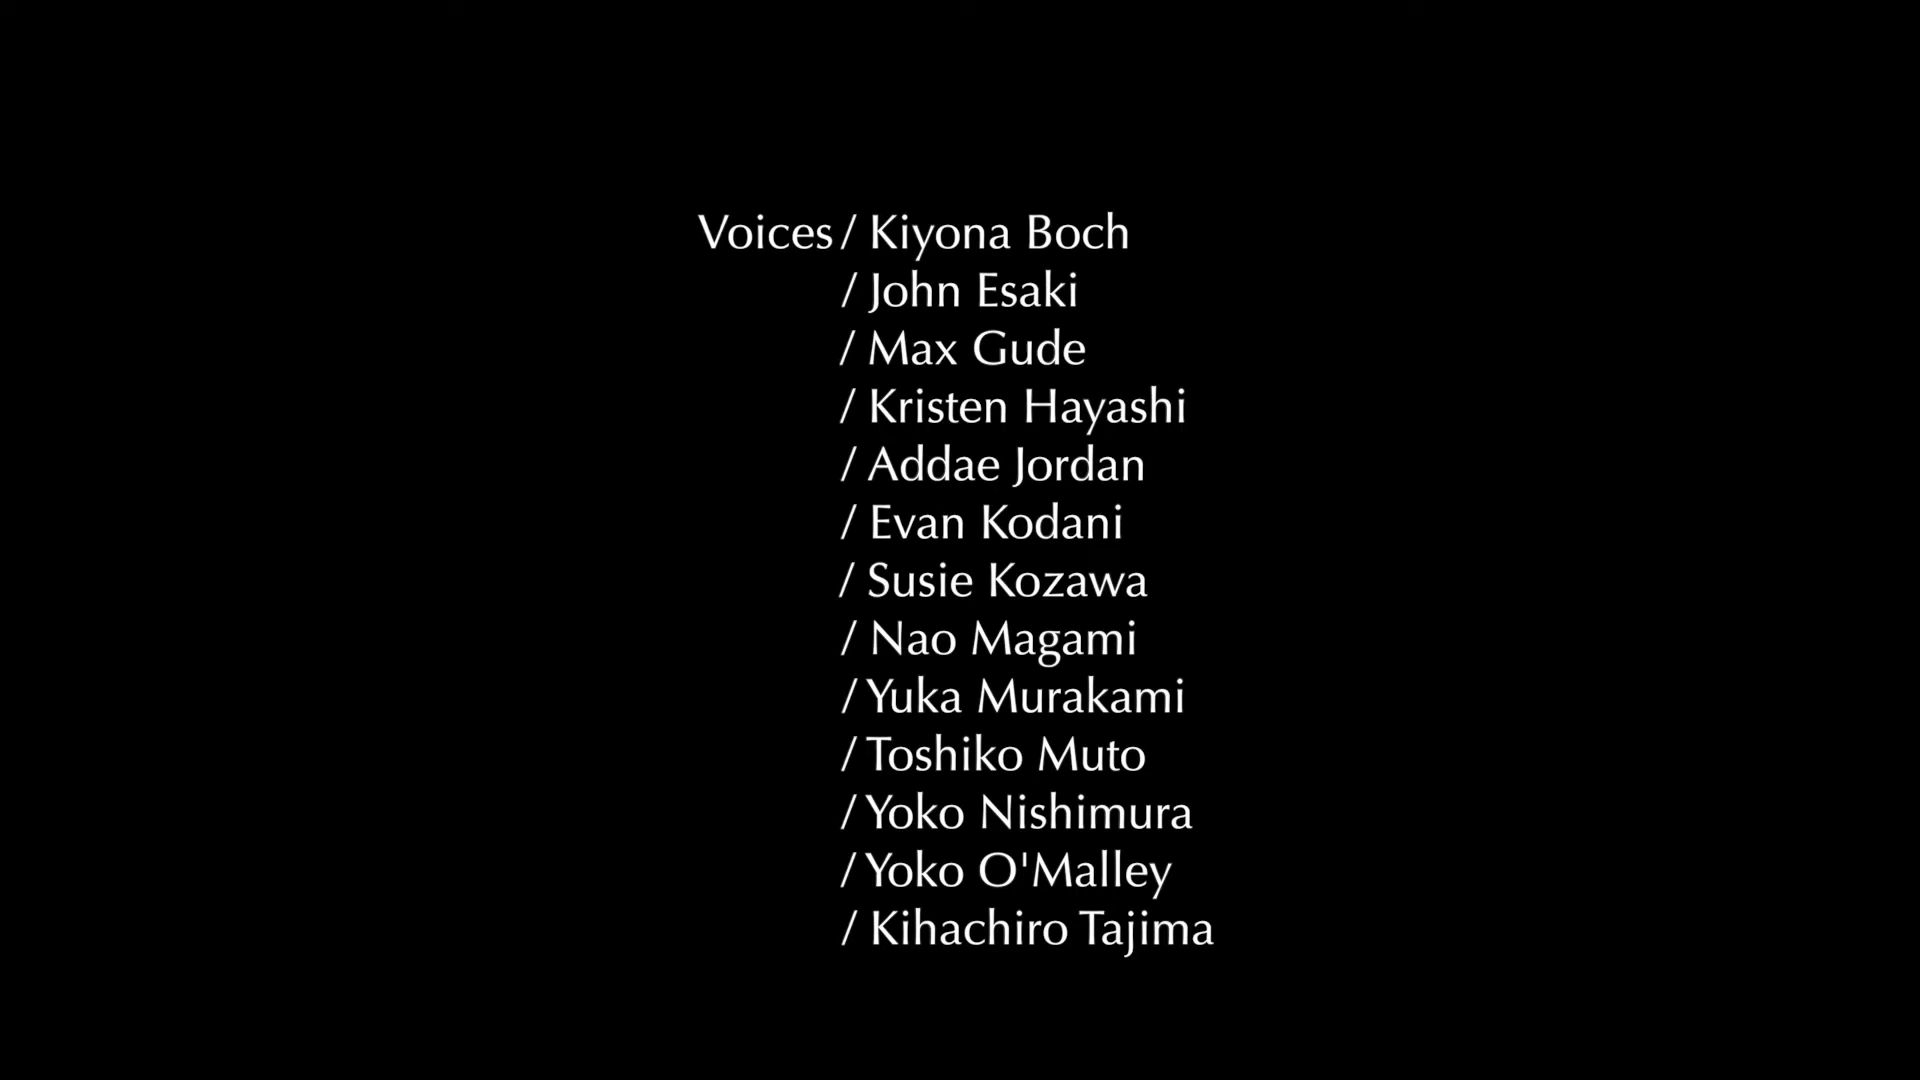 Voices / Kiyona Boch
/ John Esaki
/ Max Gude
/ Kristen Hayashi
/ Addae Jordan
/ Evan Kodani
/ Susie Kozawa
/ Nao Magami
/ Yuka Murakami
/ Toshiko Muto
/ Yoko Nishimura
/ Yoko O'Malley
/ Kihachiro Tajima